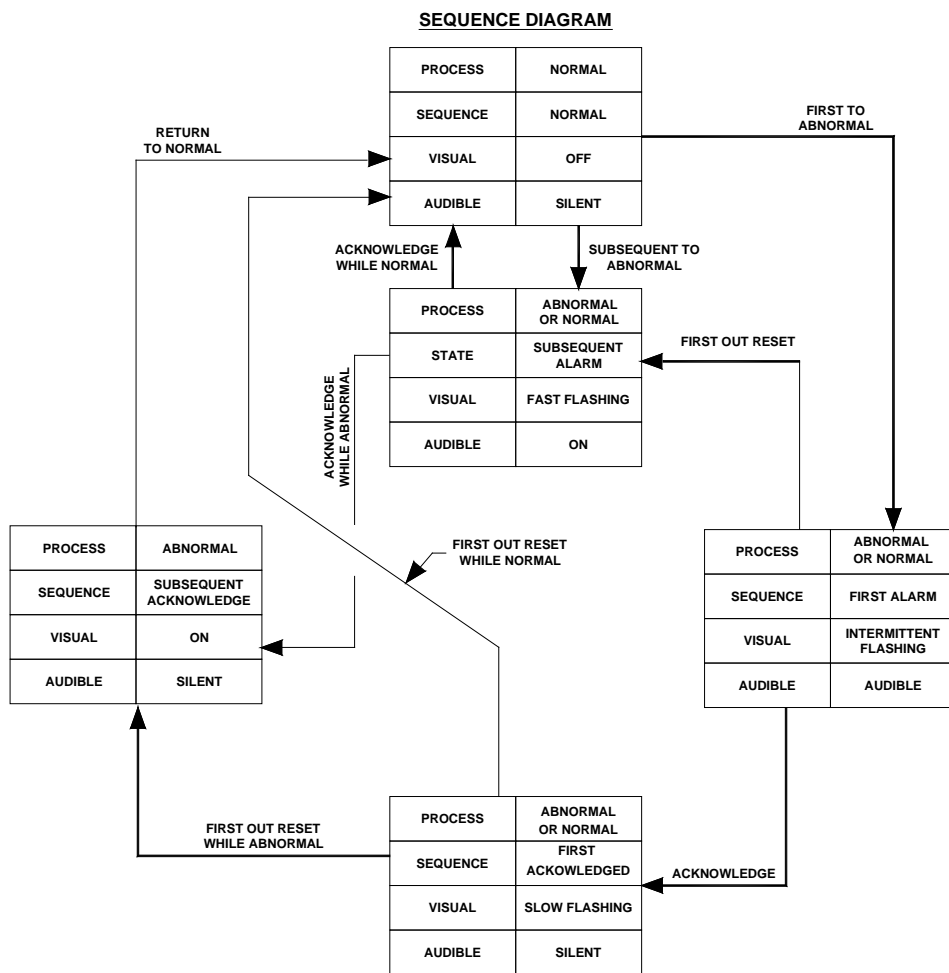 SEQUENCE DIAGRAM
PROCESS NORMAL
SEQUENCE NORMAL
VISUAL OFF
AUDIBLE SILENT
FIRST TO
ABNORMAL
RETURN
TO NORMAL
ACKNOWLEDGE
WHILE NORMAL
SUBSEQUENT TO
ABNORMAL
PROCESS ABNORMAL
OR NORMAL
STATE SUBSEQUENT
ALARM
VISUAL FAST FLASHING
AUDIBLE ON
FIRST OUT RESET
ACKNOWLEDGE
WHILE ABNORMAL
FIRST OUT RESET
WHILE NORMAL
PROCESS ABNORMAL
SEQUENCE SUBSEQUENT
ACKNOWLEDGE
VISUAL ON
AUDIBLE SILENT
PROCESS ABNORMAL
OR NORMAL
SEQUENCE FIRST ALARM
VISUAL INTERMITTENT
FLASHING
AUDIBLE AUDIBLE
FIRST OUT RESET
WHILE ABNORMAL
PROCESS ABNORMAL
OR NORMAL
SEQUENCE FIRST
ACKOWLEDGED
VISUAL SLOW FLASHING
AUDIBLE SILENT
ACKNOWLEDGE